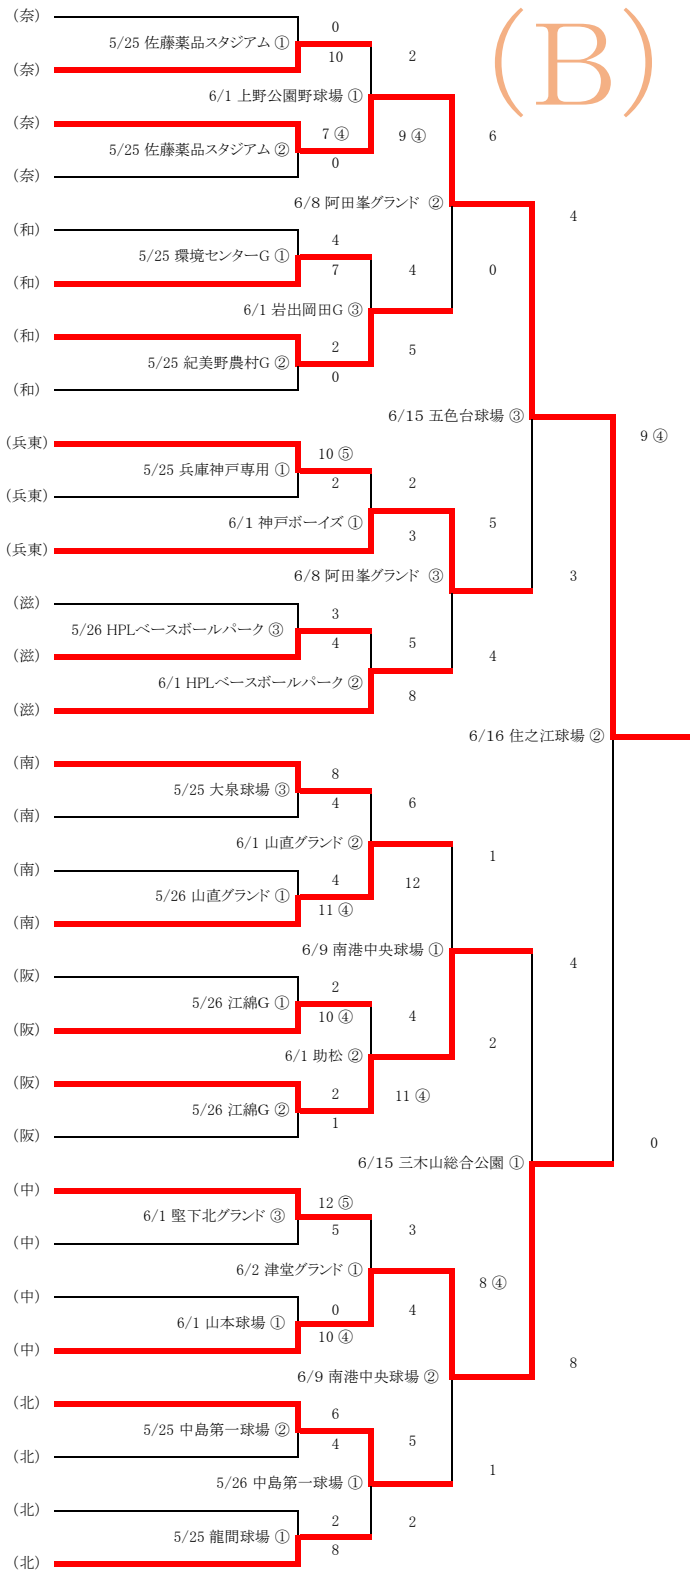 (B)
(奈)
0
5/25 佐藤薬品スタジアム ①
10
2
(奈)
6/1 上野公園野球場 ①
(奈)
7 ④
9 ④
6
5/25 佐藤薬品スタジアム ②
0
(奈)
6/8 阿田峯グランド ②
4
(和)
4
5/25 環境センターG ①
7
4
0
(和)
6/1 岩出岡田G ③
(和)
2
5
5/25 紀美野農村G ②
0
(和)
6/15 五色台球場 ③
9 ④
(兵東)
10 ⑤
5/25 兵庫神戸専用 ①
2
2
(兵東)
6/1 神戸ボーイズ ①
5
3
(兵東)
6/8 阿田峯グランド ③
3
(滋)
3
5/26 HPLベースボールパーク ③
4
5
(滋)
4
6/1 HPLベースボールパーク ②
8
(滋)
6/16 住之江球場 ②
(南)
8
5/25 大泉球場 ③
4
6
(南)
6/1 山直グランド ②
1
(南)
4
12
5/26 山直グランド ①
11 ④
(南)
6/9 南港中央球場 ①
4
(阪)
2
5/26 江綿G ①
10 ④
4
(阪)
2
6/1 助松 ②
(阪)
2
11 ④
5/26 江綿G ②
1
(阪)
0
6/15 三木山総合公園 ①
(中)
12 ⑤
6/1 堅下北グランド ③
5
3
(中)
6/2 津堂グランド ①
8 ④
(中)
0
4
6/1 山本球場 ①
10 ④
(中)
8
6/9 南港中央球場 ②
(北)
6
5/25 中島第一球場 ②
4
5
(北)
1
5/26 中島第一球場 ①
(北)
2
2
5/25 龍間球場 ①
8
(北)